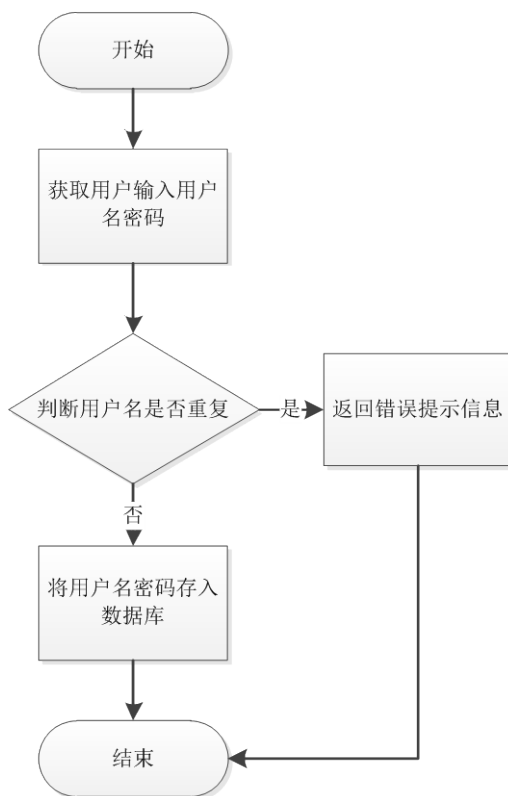 开始
获取用户输入用户
名密码
判断用户名是否重复
是
返回错误提示信息
否
将用户名密码存入
数据库
结束